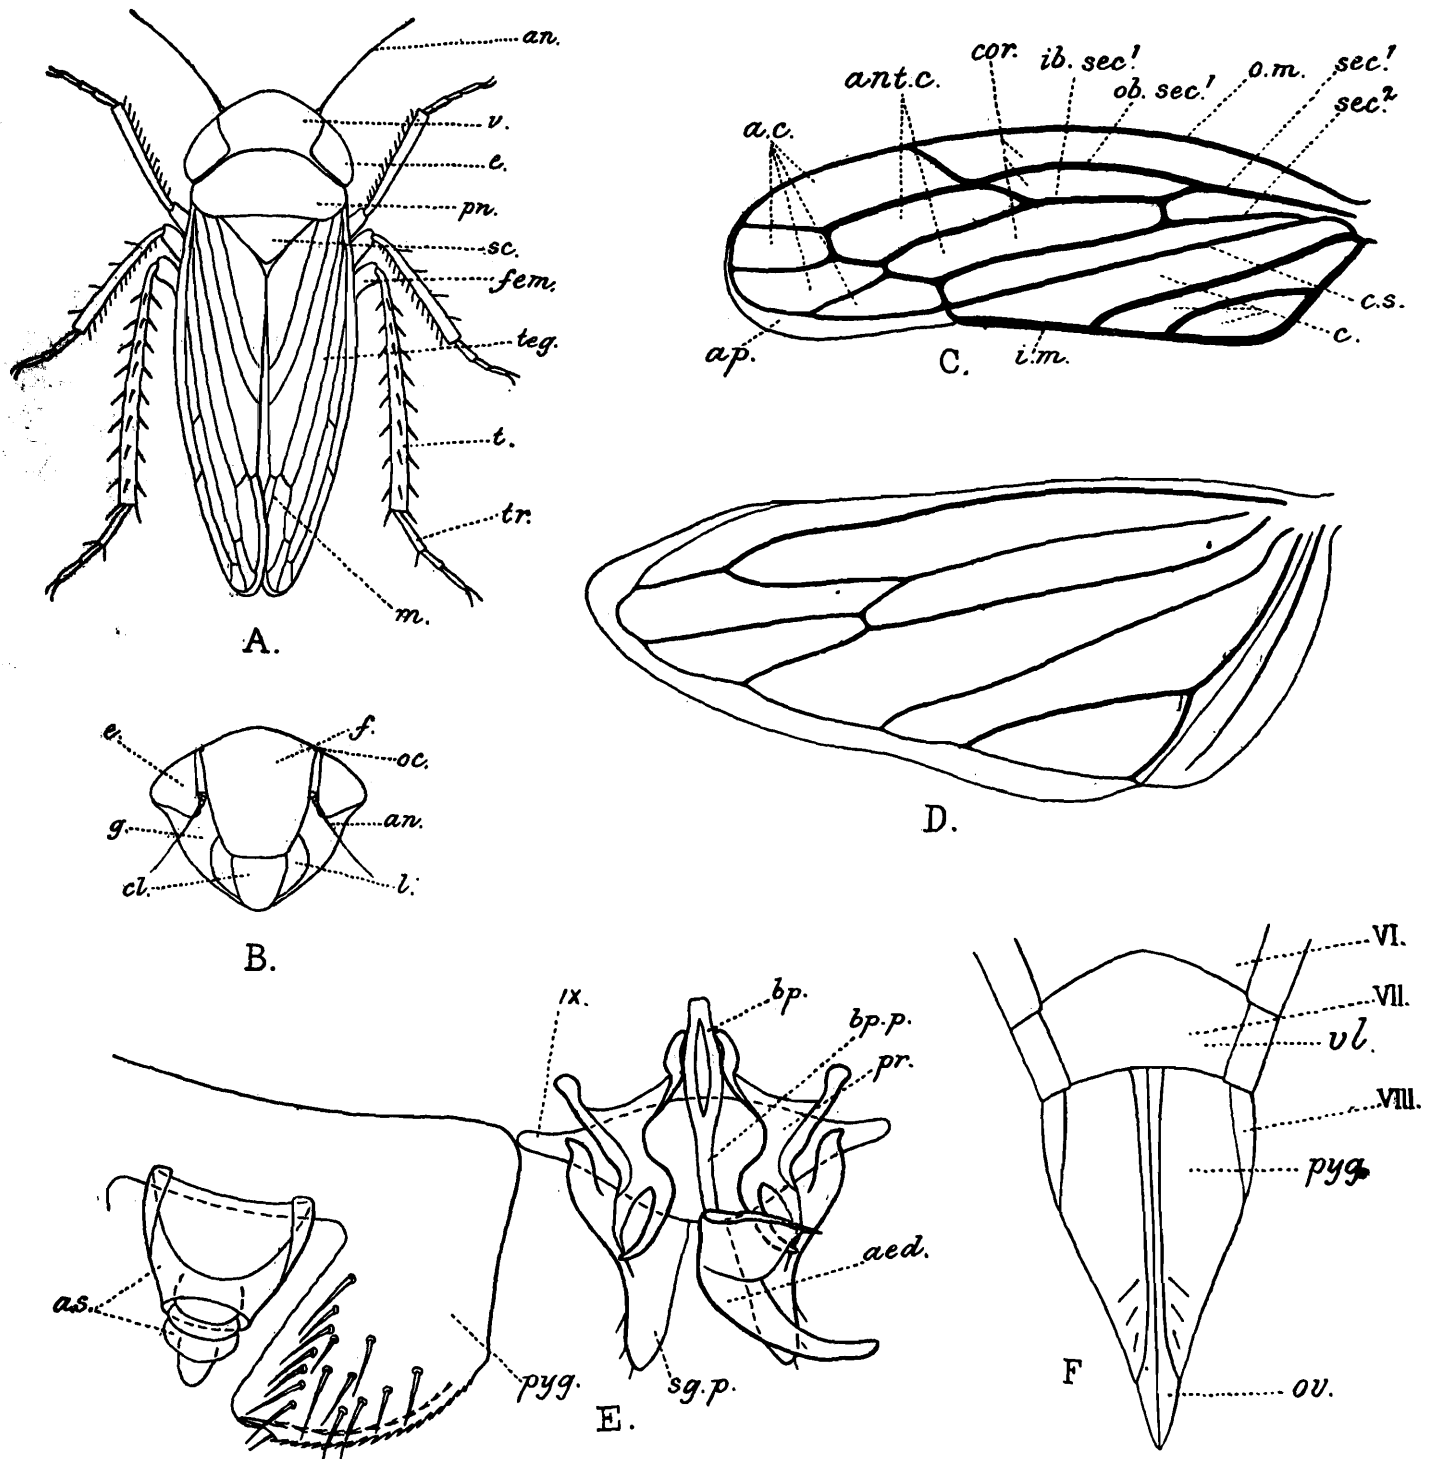 an.
v.
e.
pn.
sc.
fem.
teg.
t.
tr.
m.
A.
cor.
ib. sec.¹
ob. sec.¹
o.m.
sec.¹
sec.²
ant.c.
a.c.
c.s.
c.
i.m.
ap.
C.
D.
e.
f.
oc.
g.
an.
cl.
l.
B.
IX.
bp.
bp.p.
pr.
aed.
a.s.
pyg.
sg.p.
E.
VI.
VII.
vl.
VIII.
pyg.
ov.
F